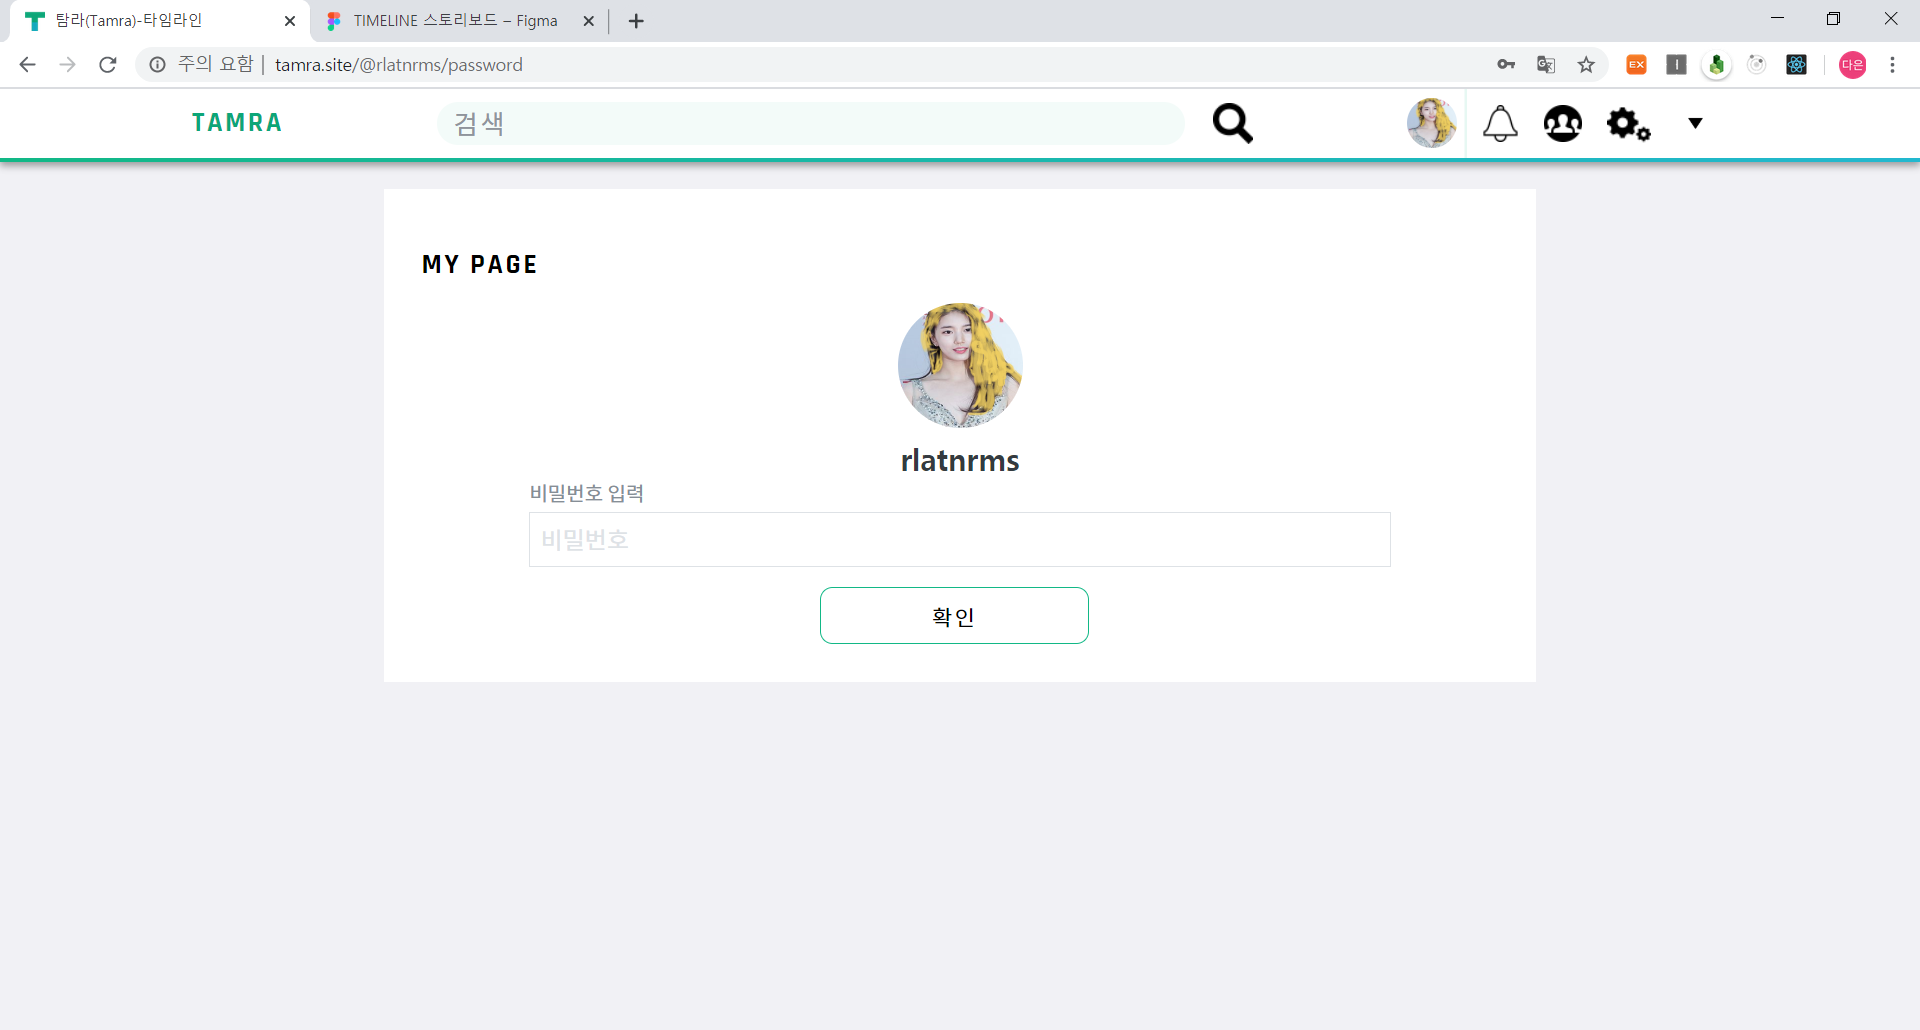 탐라(Tamra)-타임라인
TIMELINE 스토리보드 – Figma
주의 요함 | tamra.site/@rlatnrms/password
EX
다은
TAMRA
검색
MY PAGE
rlatnrms
비밀번호 입력
비밀번호
확인